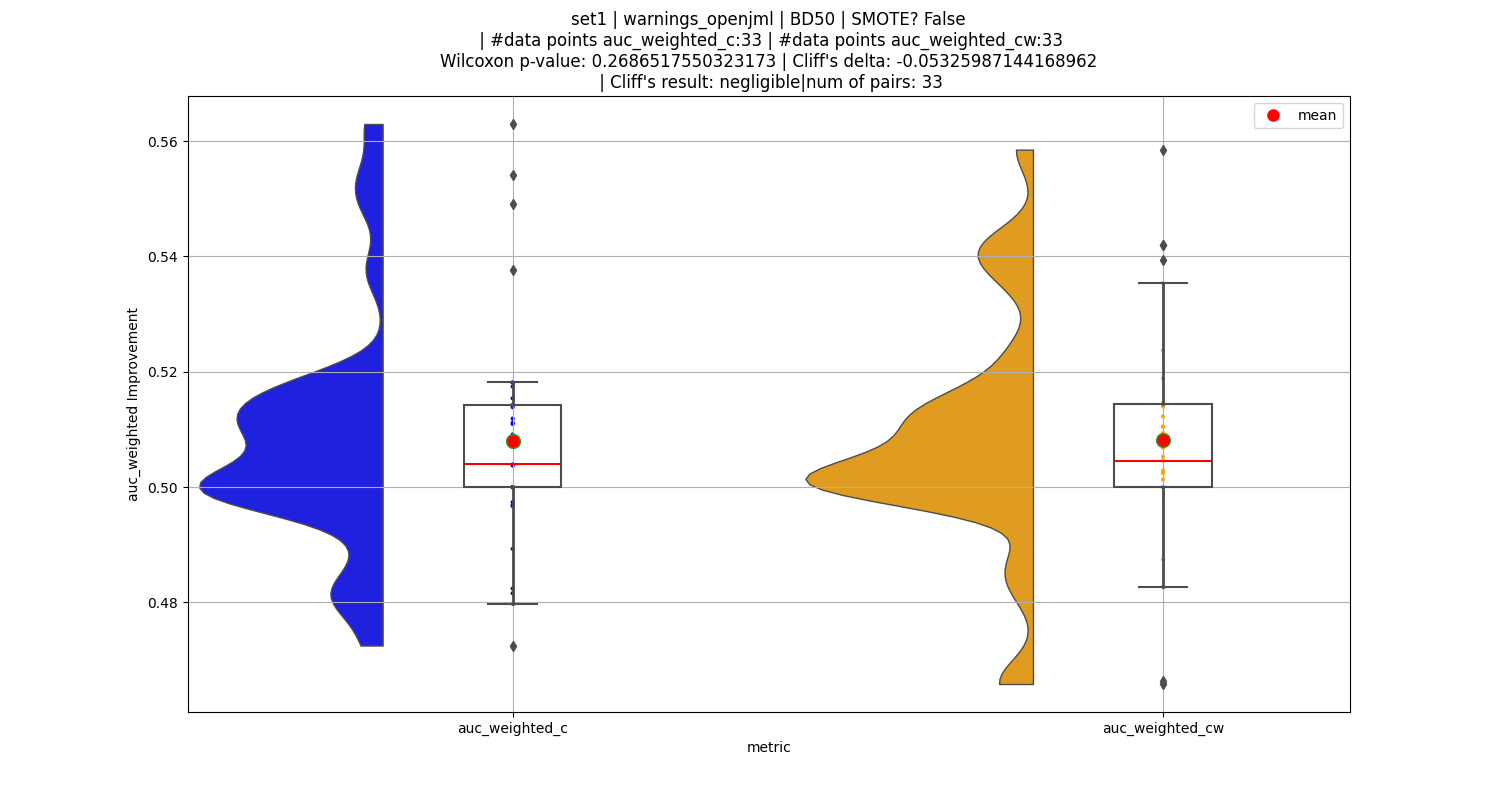 set1 | warnings_openjml | BD50 | SMOTE? False
| #data points auc_weighted_c:33 | #data points auc_weighted_cw:33
Wilcoxon p-value: 0.2686517550323173 | Cliff's delta: -0.05325987144168962
| Cliff's result: negligible|num of pairs: 33
mean
0.56
0.54
0.52
0.50
0.48
auc_weighted Improvement
auc_weighted_c
auc_weighted_cw
metric